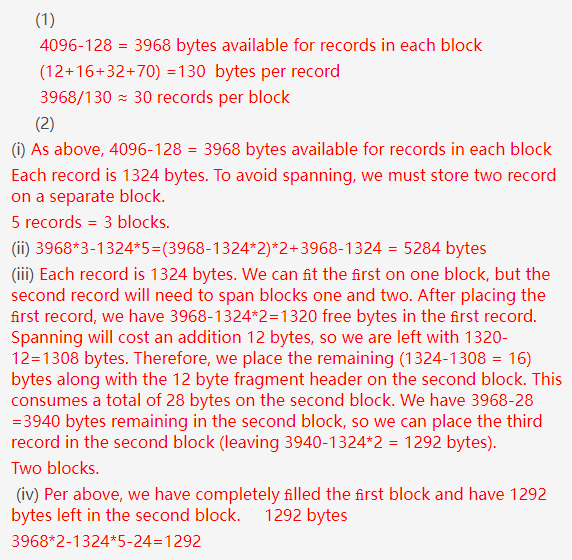 (1)
4096-128 = 3968 bytes available for records in each block
(12+16+32+70) =130 bytes per record
3968/130 ≈ 30 records per block
(2)
(i) As above, 4096-128 = 3968 bytes available for records in each block
Each record is 1324 bytes. To avoid spanning, we must store two record
on a separate block.
5 records = 3 blocks.
(ii) 3968*3-1324*5=(3968-1324*2)*2+3968-1324 = 5284 bytes
(iii) Each record is 1324 bytes. We can fit the first on one block, but the
second record will need to span blocks one and two. After placing the
first record, we have 3968-1324*2=1320 free bytes in the first record.
Spanning will cost an addition 12 bytes, so we are left with 1320-
12=1308 bytes. Therefore, we place the remaining (1324-1308 = 16)
bytes along with the 12 byte fragment header on the second block. This
consumes a total of 28 bytes on the second block. We have 3968-28
=3940 bytes remaining in the second block, so we can place the third
record in the second block (leaving 3940-1324*2 = 1292 bytes).
Two blocks.
(iv) Per above, we have completely filled the first block and have 1292
bytes left in the second block. 1292 bytes
3968*2-1324*5-24=1292